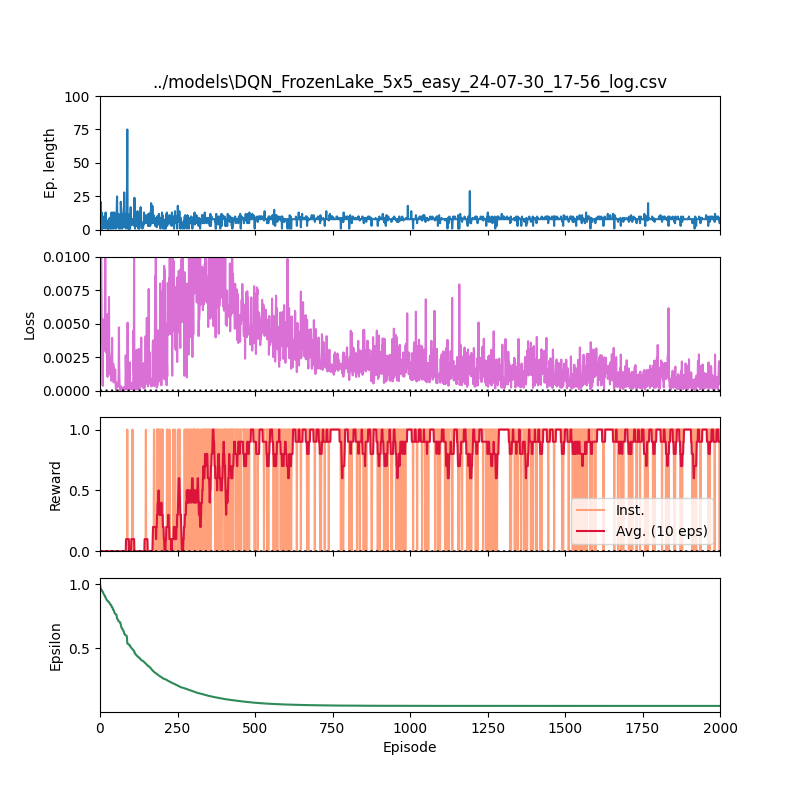 ../models\DQN_FrozenLake_5x5_easy_24-07-30_17-56_log.csv
100
75
50
25
0
Ep. length
0.0100
0.0075
0.0050
0.0025
0.0000
Loss
1.0
0.5
0.0
Reward
Inst.
Avg. (10 eps)
1.0
0.5
Epsilon
0 250 500 750 1000 1250 1500 1750 2000
Episode